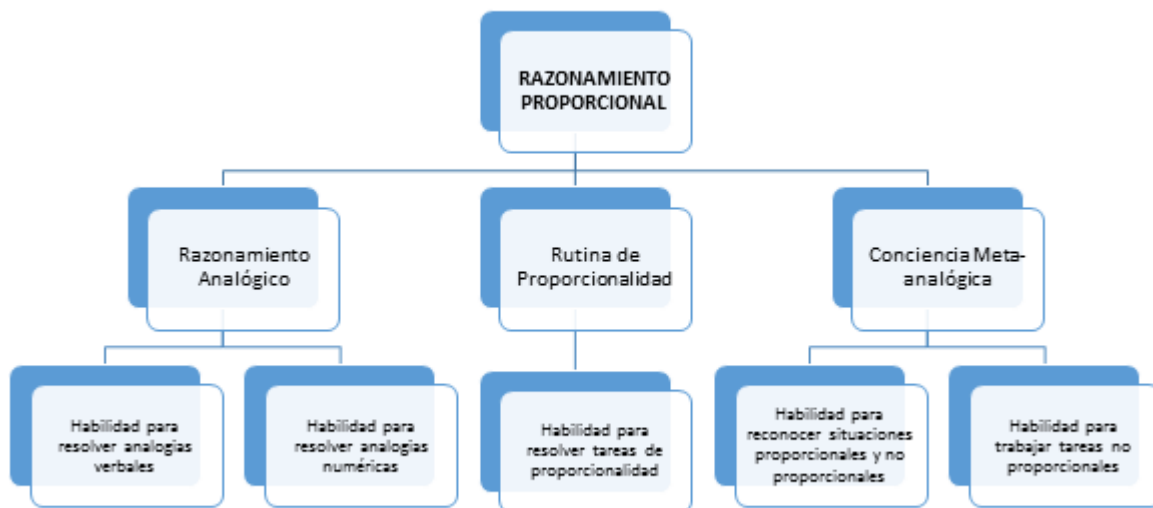 RAZONAMIENTO
PROPORCIONAL
Razonamiento
Analógico
Rutina de
Proporcionalidad
Conciencia Meta-
analógica
Habilidad para
resolver analogías
verbales
Habilidad para
resolver analogías
numéricas
Habilidad para
resolver tareas de
proporcionalidad
Habilidad para
reconocer situaciones
proporcionales y no
proporcionales
Habilidad para
trabajar tareas no
proporcionales